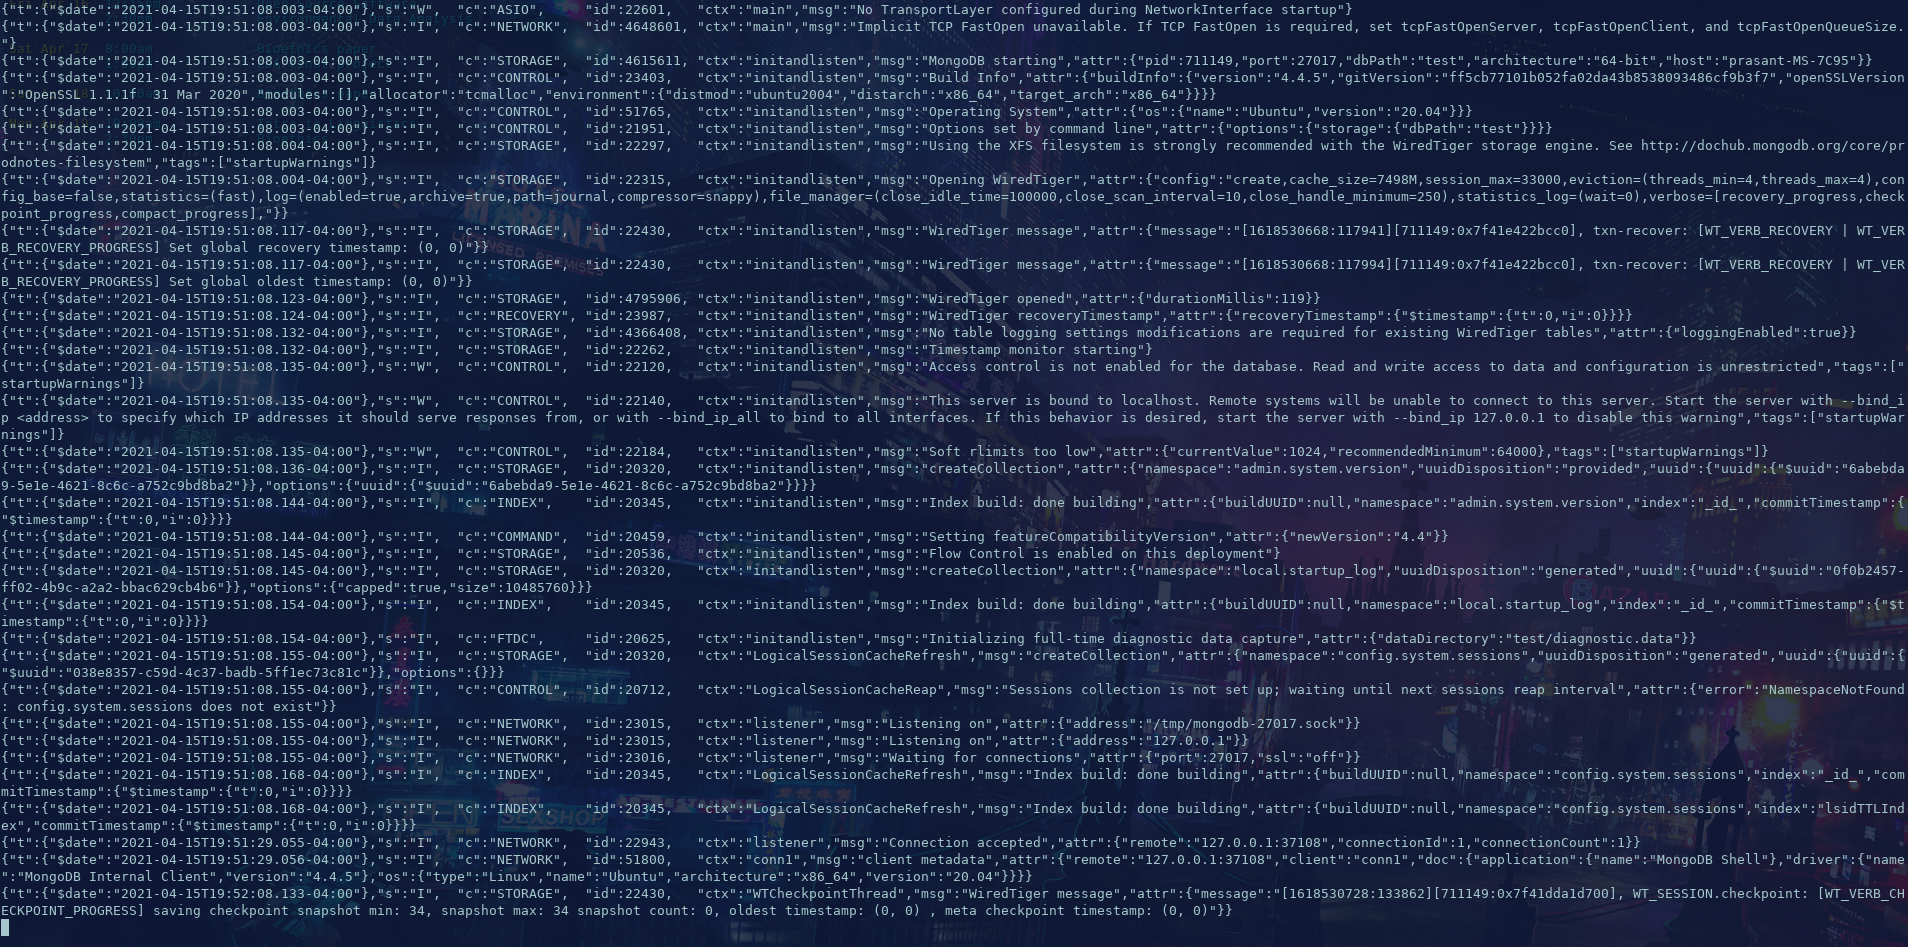 {"t":{"$date":"2021-04-15T19:51:08.003-04:00"},"s":"W",  "c":"ASIO",     "id":22601,   "ctx":"main","msg":"No TransportLayer configured during NetworkInterface startup"}
{"t":{"$date":"2021-04-15T19:51:08.003-04:00"},"s":"I",  "c":"NETWORK",  "id":4648601, "ctx":"main","msg":"Implicit TCP FastOpen unavailable. If TCP FastOpen is required, set tcpFastOpenServer, tcpFastOpenClient, and tcpFastOpenQueueSize.
"}
Sat Apr 17  8:00am             Bioethics paper
{"t":{"$date":"2021-04-15T19:51:08.003-04:00"},"s":"I",  "c":"STORAGE",  "id":4615611, "ctx":"initandlisten","msg":"MongoDB starting","attr":{"pid":711149,"port":27017,"dbPath":"test","architecture":"64-bit","host":"prasant-MS-7C95"}}
{"t":{"$date":"2021-04-15T19:51:08.003-04:00"},"s":"I",  "c":"CONTROL",  "id":23403,   "ctx":"initandlisten","msg":"Build Info","attr":{"buildInfo":{"version":"4.4.5","gitVersion":"ff5cb77101b052fa02da43b8538093486cf9b3f7","openSSLVersion
":"OpenSSL 1.1.1f  31 Mar 2020","modules":[],"allocator":"tcmalloc","environment":{"distmod":"ubuntu2004","distarch":"x86_64","target_arch":"x86_64"}}}}
{"t":{"$date":"2021-04-15T19:51:08.003-04:00"},"s":"I",  "c":"CONTROL",  "id":51765,   "ctx":"initandlisten","msg":"Operating System","attr":{"os":{"name":"Ubuntu","version":"20.04"}}}
{"t":{"$date":"2021-04-15T19:51:08.003-04:00"},"s":"I",  "c":"CONTROL",  "id":21951,   "ctx":"initandlisten","msg":"Options set by command line","attr":{"options":{"storage":{"dbPath":"test"}}}}
{"t":{"$date":"2021-04-15T19:51:08.004-04:00"},"s":"I",  "c":"STORAGE",  "id":22297,   "ctx":"initandlisten","msg":"Using the XFS filesystem is strongly recommended with the WiredTiger storage engine. See http://dochub.mongodb.org/core/pr
odnotes-filesystem","tags":["startupWarnings"]}
{"t":{"$date":"2021-04-15T19:51:08.004-04:00"},"s":"I",  "c":"STORAGE",  "id":22315,   "ctx":"initandlisten","msg":"Opening WiredTiger","attr":{"config":"create,cache_size=7498M,session_max=33000,eviction=(threads_min=4,threads_max=4),con
fig_base=false,statistics=(fast),log=(enabled=true,archive=true,path=journal,compressor=snappy),file_manager=(close_idle_time=100000,close_scan_interval=10,close_handle_minimum=250),statistics_log=(wait=0),verbose=[recovery_progress,check
point_progress,compact_progress],"}}
MARINA
{"t":{"$date":"2021-04-15T19:51:08.117-04:00"},"s":"I",  "c":"STORAGE",  "id":22430,   "ctx":"initandlisten","msg":"WiredTiger message","attr":{"message":"[1618530668:117941][711149:0x7f41e422bcc0], txn-recover: [WT_VERB_RECOVERY | WT_VER
B_RECOVERY_PROGRESS] Set global recovery timestamp: (0, 0)"}}
{"t":{"$date":"2021-04-15T19:51:08.117-04:00"},"s":"I",  "c":"STORAGE",  "id":22430,   "ctx":"initandlisten","msg":"WiredTiger message","attr":{"message":"[1618530668:117994][711149:0x7f41e422bcc0], txn-recover: [WT_VERB_RECOVERY | WT_VER
B_RECOVERY_PROGRESS] Set global oldest timestamp: (0, 0)"}}
{"t":{"$date":"2021-04-15T19:51:08.123-04:00"},"s":"I",  "c":"STORAGE",  "id":4795906, "ctx":"initandlisten","msg":"WiredTiger opened","attr":{"durationMillis":119}}
{"t":{"$date":"2021-04-15T19:51:08.124-04:00"},"s":"I",  "c":"RECOVERY", "id":23987,   "ctx":"initandlisten","msg":"WiredTiger recoveryTimestamp","attr":{"recoveryTimestamp":{"$timestamp":{"t":0,"i":0}}}}
{"t":{"$date":"2021-04-15T19:51:08.132-04:00"},"s":"I",  "c":"STORAGE",  "id":4366408, "ctx":"initandlisten","msg":"No table logging settings modifications are required for existing WiredTiger tables","attr":{"loggingEnabled":true}}
{"t":{"$date":"2021-04-15T19:51:08.132-04:00"},"s":"I",  "c":"STORAGE",  "id":22262,   "ctx":"initandlisten","msg":"Timestamp monitor starting"}
{"t":{"$date":"2021-04-15T19:51:08.135-04:00"},"s":"W",  "c":"CONTROL",  "id":22120,   "ctx":"initandlisten","msg":"Access control is not enabled for the database. Read and write access to data and configuration is unrestricted","tags":["
startupWarnings"]}
HOTEL
{"t":{"$date":"2021-04-15T19:51:08.135-04:00"},"s":"W",  "c":"CONTROL",  "id":22140,   "ctx":"initandlisten","msg":"This server is bound to localhost. Remote systems will be unable to connect to this server. Start the server with --bind_i
p <address> to specify which IP addresses it should serve responses from, or with --bind_ip_all to bind to all interfaces. If this behavior is desired, start the server with --bind_ip 127.0.0.1 to disable this warning","tags":["startupWar
nings"]}
{"t":{"$date":"2021-04-15T19:51:08.135-04:00"},"s":"W",  "c":"CONTROL",  "id":22184,   "ctx":"initandlisten","msg":"Soft rlimits too low","attr":{"currentValue":1024,"recommendedMinimum":64000},"tags":["startupWarnings"]}
{"t":{"$date":"2021-04-15T19:51:08.136-04:00"},"s":"I",  "c":"STORAGE",  "id":20320,   "ctx":"initandlisten","msg":"createCollection","attr":{"namespace":"admin.system.version","uuidDisposition":"provided","uuid":{"uuid":{"$uuid":"6abebda
9-5e1e-4621-8c6c-a752c9bd8ba2"}},"options":{"uuid":{"$uuid":"6abebda9-5e1e-4621-8c6c-a752c9bd8ba2"}}}}
{"t":{"$date":"2021-04-15T19:51:08.144-04:00"},"s":"I",  "c":"INDEX",    "id":20345,   "ctx":"initandlisten","msg":"Index build: done building","attr":{"buildUUID":null,"namespace":"admin.system.version","index":"_id_","commitTimestamp":{
"$timestamp":{"t":0,"i":0}}}}
{"t":{"$date":"2021-04-15T19:51:08.144-04:00"},"s":"I",  "c":"COMMAND",  "id":20459,   "ctx":"initandlisten","msg":"Setting featureCompatibilityVersion","attr":{"newVersion":"4.4"}}
{"t":{"$date":"2021-04-15T19:51:08.145-04:00"},"s":"I",  "c":"STORAGE",  "id":20536,   "ctx":"initandlisten","msg":"Flow Control is enabled on this deployment"}
{"t":{"$date":"2021-04-15T19:51:08.145-04:00"},"s":"I",  "c":"STORAGE",  "id":20320,   "ctx":"initandlisten","msg":"createCollection","attr":{"namespace":"local.startup_log","uuidDisposition":"generated","uuid":{"uuid":{"$uuid":"0f0b2457-
ff02-4b9c-a2a2-bbac629cb4b6"}},"options":{"capped":true,"size":10485760}}}
BAZAR
{"t":{"$date":"2021-04-15T19:51:08.154-04:00"},"s":"I",  "c":"INDEX",    "id":20345,   "ctx":"initandlisten","msg":"Index build: done building","attr":{"buildUUID":null,"namespace":"local.startup_log","index":"_id_","commitTimestamp":{"$t
imestamp":{"t":0,"i":0}}}}
{"t":{"$date":"2021-04-15T19:51:08.154-04:00"},"s":"I",  "c":"FTDC",     "id":20625,   "ctx":"initandlisten","msg":"Initializing full-time diagnostic data capture","attr":{"dataDirectory":"test/diagnostic.data"}}
{"t":{"$date":"2021-04-15T19:51:08.155-04:00"},"s":"I",  "c":"STORAGE",  "id":20320,   "ctx":"LogicalSessionCacheRefresh","msg":"createCollection","attr":{"namespace":"config.system.sessions","uuidDisposition":"generated","uuid":{"uuid":{
"$uuid":"038e8357-c59d-4c37-badb-5ff1ec73c81c"}},"options":{}}}
{"t":{"$date":"2021-04-15T19:51:08.155-04:00"},"s":"I",  "c":"CONTROL",  "id":20712,   "ctx":"LogicalSessionCacheReap","msg":"Sessions collection is not set up; waiting until next sessions reap interval","attr":{"error":"NamespaceNotFound
: config.system.sessions does not exist"}}
{"t":{"$date":"2021-04-15T19:51:08.155-04:00"},"s":"I",  "c":"NETWORK",  "id":23015,   "ctx":"listener","msg":"Listening on","attr":{"address":"/tmp/mongodb-27017.sock"}}
{"t":{"$date":"2021-04-15T19:51:08.155-04:00"},"s":"I",  "c":"NETWORK",  "id":23015,   "ctx":"listener","msg":"Listening on","attr":{"address":"127.0.0.1"}}
{"t":{"$date":"2021-04-15T19:51:08.155-04:00"},"s":"I",  "c":"NETWORK",  "id":23016,   "ctx":"listener","msg":"Waiting for connections","attr":{"port":27017,"ssl":"off"}}
{"t":{"$date":"2021-04-15T19:51:08.168-04:00"},"s":"I",  "c":"INDEX",    "id":20345,   "ctx":"LogicalSessionCacheRefresh","msg":"Index build: done building","attr":{"buildUUID":null,"namespace":"config.system.sessions","index":"_id_","com
mitTimestamp":{"$timestamp":{"t":0,"i":0}}}}
{"t":{"$date":"2021-04-15T19:51:08.168-04:00"},"s":"I",  "c":"INDEX",    "id":20345,   "ctx":"LogicalSessionCacheRefresh","msg":"Index build: done building","attr":{"buildUUID":null,"namespace":"config.system.sessions","index":"lsidTTLInd
ex","commitTimestamp":{"$timestamp":{"t":0,"i":0}}}}
SEXSHOP
{"t":{"$date":"2021-04-15T19:51:29.055-04:00"},"s":"I",  "c":"NETWORK",  "id":22943,   "ctx":"listener","msg":"Connection accepted","attr":{"remote":"127.0.0.1:37108","connectionId":1,"connectionCount":1}}
{"t":{"$date":"2021-04-15T19:51:29.056-04:00"},"s":"I",  "c":"NETWORK",  "id":51800,   "ctx":"conn1","msg":"client metadata","attr":{"remote":"127.0.0.1:37108","client":"conn1","doc":{"application":{"name":"MongoDB Shell"},"driver":{"name
":"MongoDB Internal Client","version":"4.4.5"},"os":{"type":"Linux","name":"Ubuntu","architecture":"x86_64","version":"20.04"}}}}
{"t":{"$date":"2021-04-15T19:52:08.133-04:00"},"s":"I",  "c":"STORAGE",  "id":22430,   "ctx":"WTCheckpointThread","msg":"WiredTiger message","attr":{"message":"[1618530728:133862][711149:0x7f41dda1d700], WT_SESSION.checkpoint: [WT_VERB_CH
ECKPOINT_PROGRESS] saving checkpoint snapshot min: 34, snapshot max: 34 snapshot count: 0, oldest timestamp: (0, 0) , meta checkpoint timestamp: (0, 0)"}}